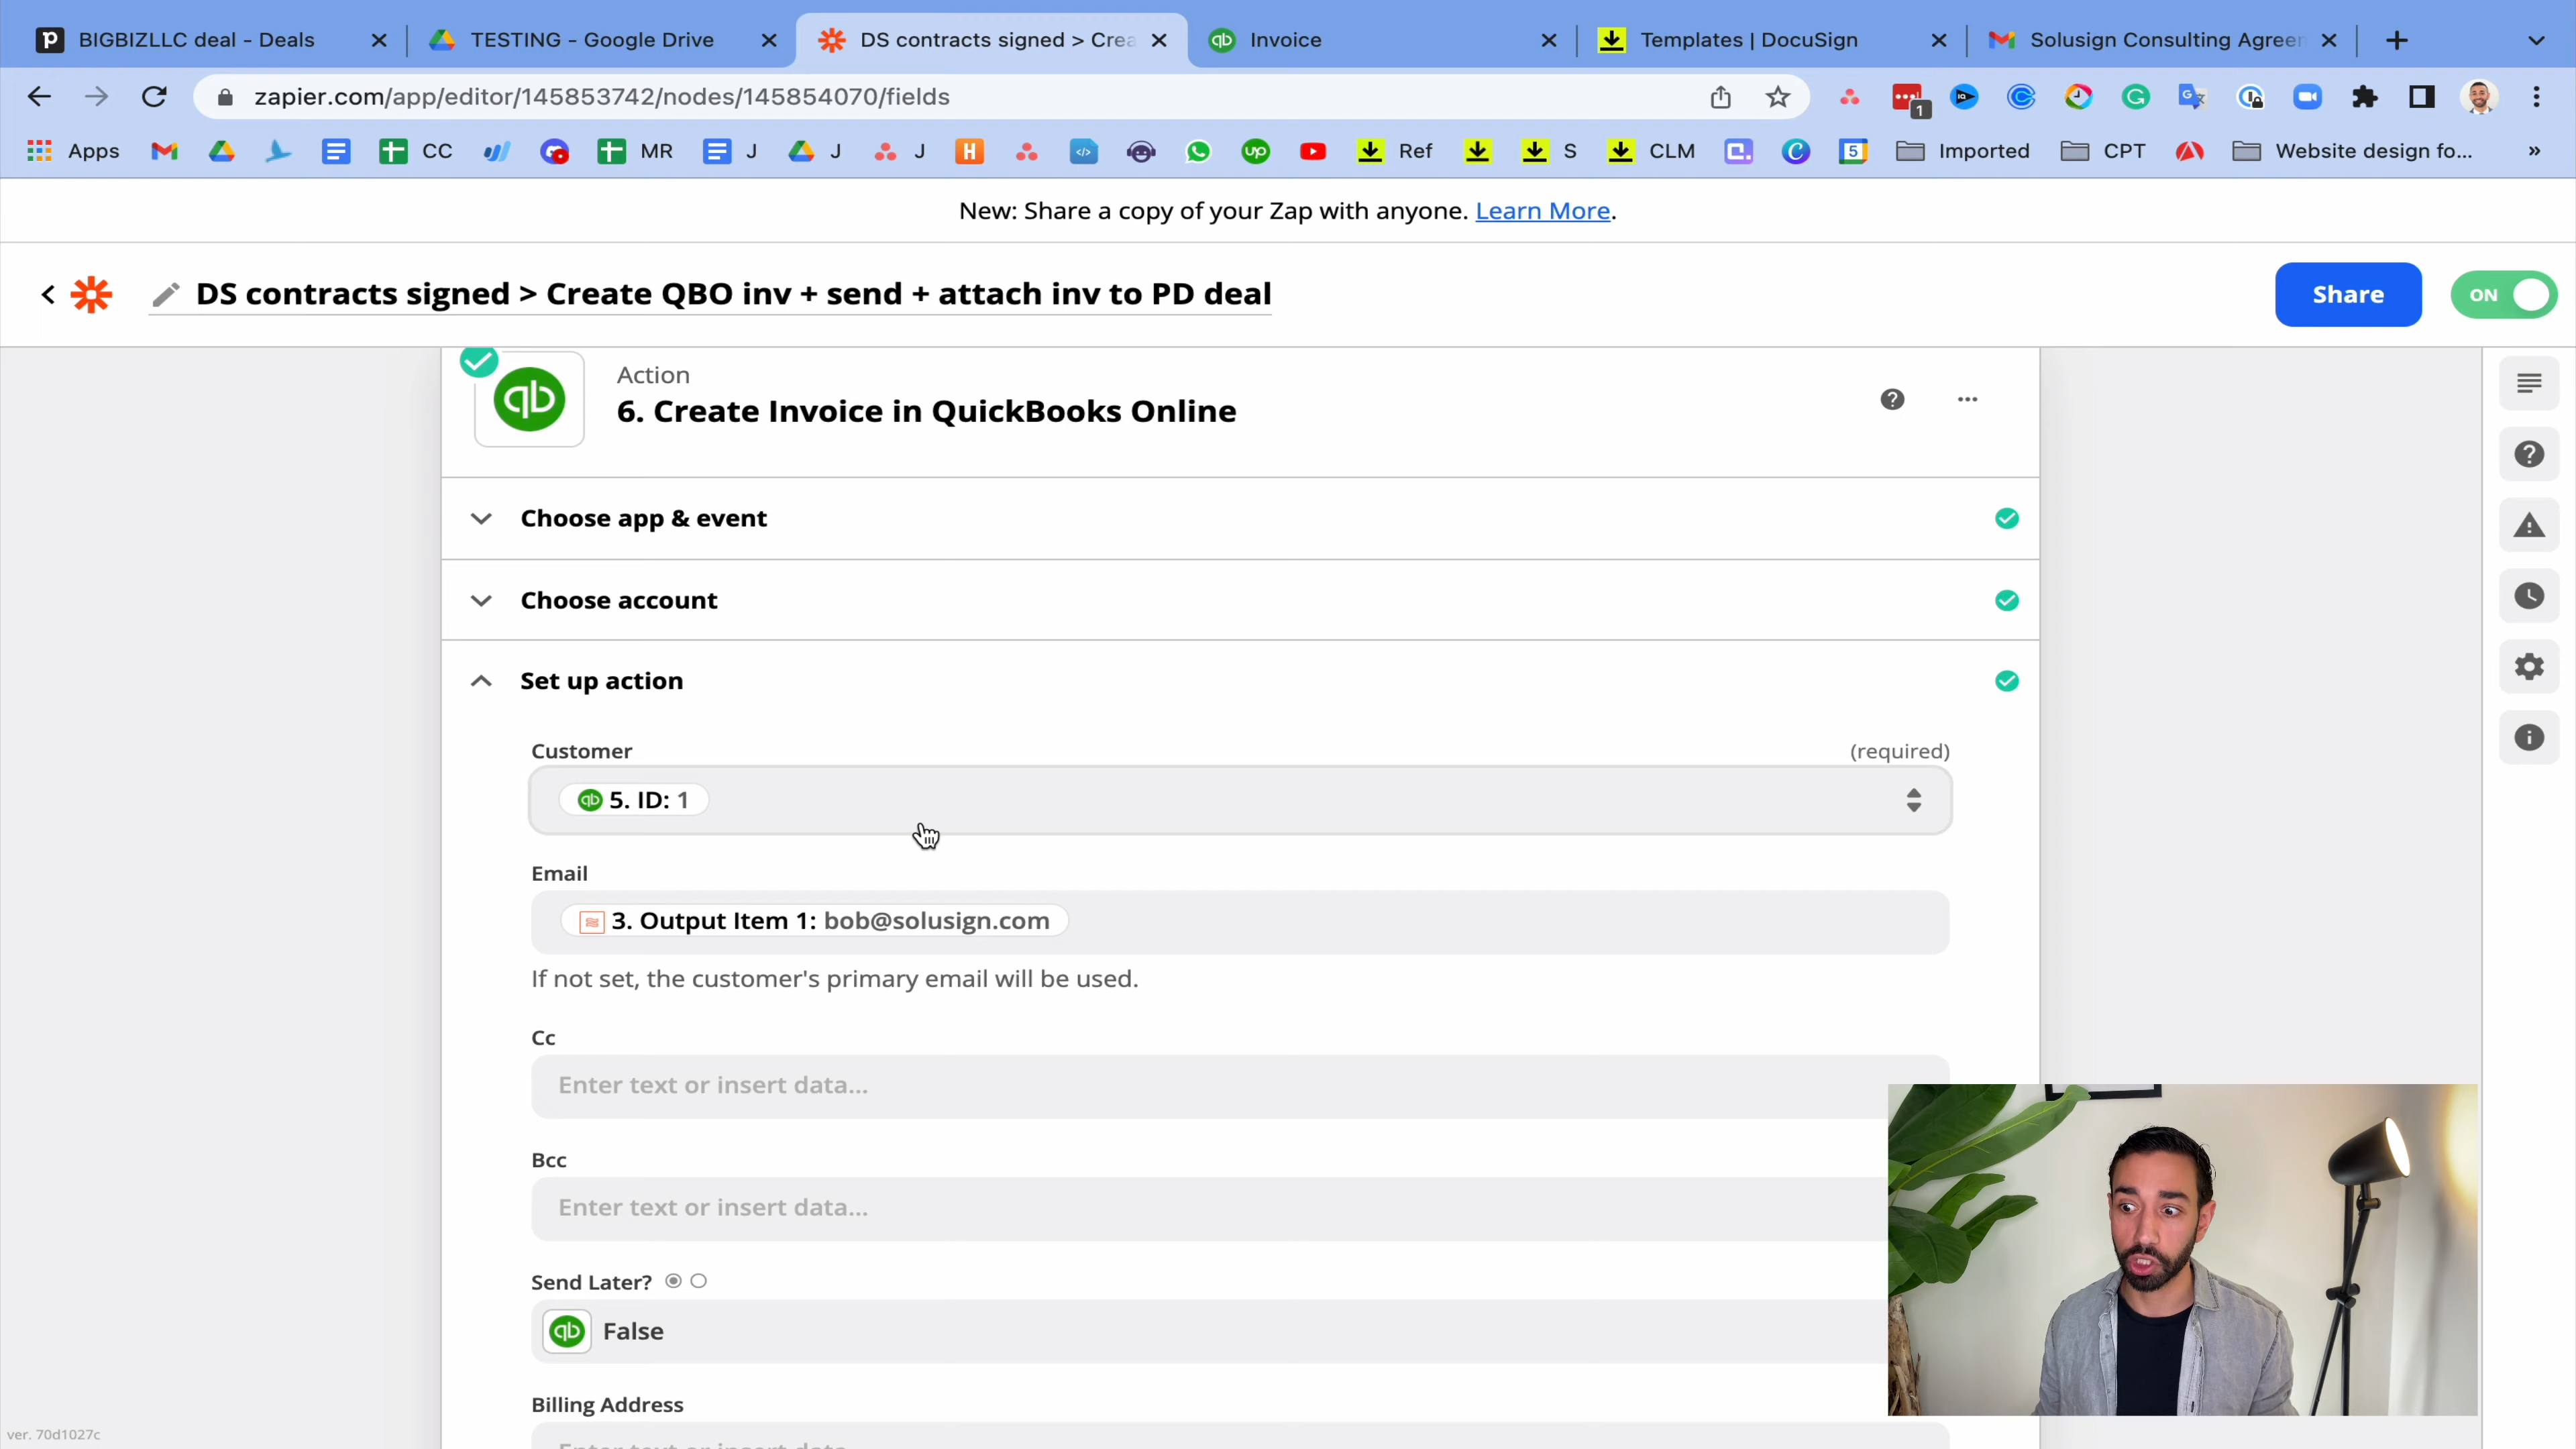 BIGBIZLLC deal - Deals
TESTING - Google Drive
DS contracts signed > Crea
Invoice
Templates | DocuSign
Solusign Consulting Agreer
zapier.com/app/editor/145853742/nodes/145854070/fields
1
Apps
CC
MR
J
J
J
H
up
Ref
S
CLM
5
Imported
CPT
Website design fo...
New: Share a copy of your Zap with anyone. Learn More.
DS contracts signed > Create QBO inv + send + attach inv to PD deal
Share
ON
Action
6. Create Invoice in QuickBooks Online
Choose app & event
Choose account
Set up action
Customer
(required)
5. ID: 1
Email
3. Output Item 1: bob@solusign.com
If not set, the customer's primary email will be used.
Cc
Enter text or insert data...
Bcc
Enter text or insert data...
Send Later?
False
Billing Address
ver. 70d1027c